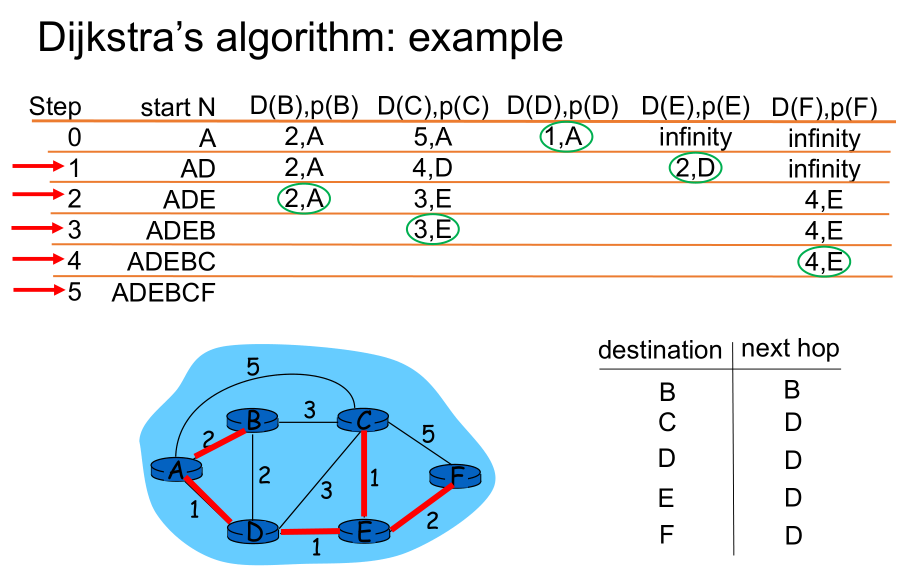 Dijkstra's algorithm: example
Step start N D(B),p(B) D(C),p(C) D(D),p(D) D(E),p(E) D(F),p(F)
0 A 2,A 5,A 1,A infinity infinity
1 AD 2,A 4,D 2,D infinity
2 ADE 2,A 3,E 4,E
3 ADEB 3,E 4,E
4 ADEBC 4,E
5 ADEBCF
destination next hop
B B
C D
D D
E D
F D
5
B 3 C
2 5
A 2 3 1 F
1 2
D 1 E